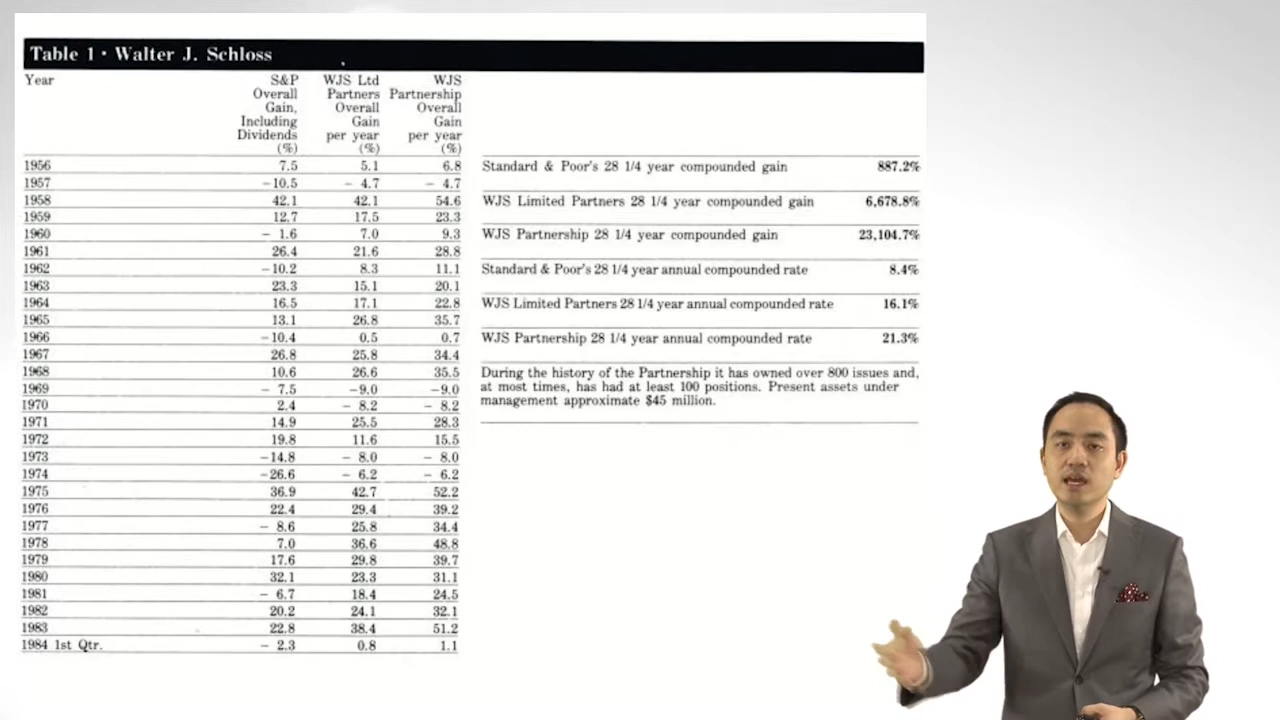 Table 1 · Walter J. Schloss
Year
S&P Overall Gain, Including Dividends (%)
WJS Ltd Partners Overall Gain per year (%)
WJS Partnership Overall Gain per year (%)
1956 7.5 5.1 6.8
1957 −10.5 − 4.7 − 4.7
1958 42.1 42.1 54.6
1959 12.7 17.5 23.3
1960 − 1.6 7.0 9.3
1961 26.4 21.6 28.8
1962 −10.2 8.3 11.1
1963 23.3 15.1 20.1
1964 16.5 17.1 22.8
1965 13.1 26.8 35.7
1966 −10.4 0.5 0.7
1967 26.8 25.8 34.4
1968 10.6 26.6 35.5
1969 − 7.5 −9.0 −9.0
1970 2.4 − 8.2 − 8.2
1971 14.9 25.5 28.3
1972 19.8 11.6 15.5
1973 −14.8 − 8.0 − 8.0
1974 −26.6 − 6.2 − 6.2
1975 36.9 42.7 52.2
1976 22.4 29.4 39.2
1977 − 8.6 25.8 34.4
1978 7.0 36.6 48.8
1979 17.6 29.8 39.7
1980 32.1 23.3 31.1
1981 − 6.7 18.4 24.5
1982 20.2 24.1 32.1
1983 22.8 38.4 51.2
1984 1st Qtr. − 2.3 0.8 1.1
Standard & Poor's 28 1/4 year compounded gain 887.2%
WJS Limited Partners 28 1/4 year compounded gain 6,678.8%
WJS Partnership 28 1/4 year compounded gain 23,104.7%
Standard & Poor's 28 1/4 year annual compounded rate 8.4%
WJS Limited Partners 28 1/4 year annual compounded rate 16.1%
WJS Partnership 28 1/4 year annual compounded rate 21.3%
During the history of the Partnership it has owned over 800 issues and,
at most times, has had at least 100 positions. Present assets under
management approximate $45 million.